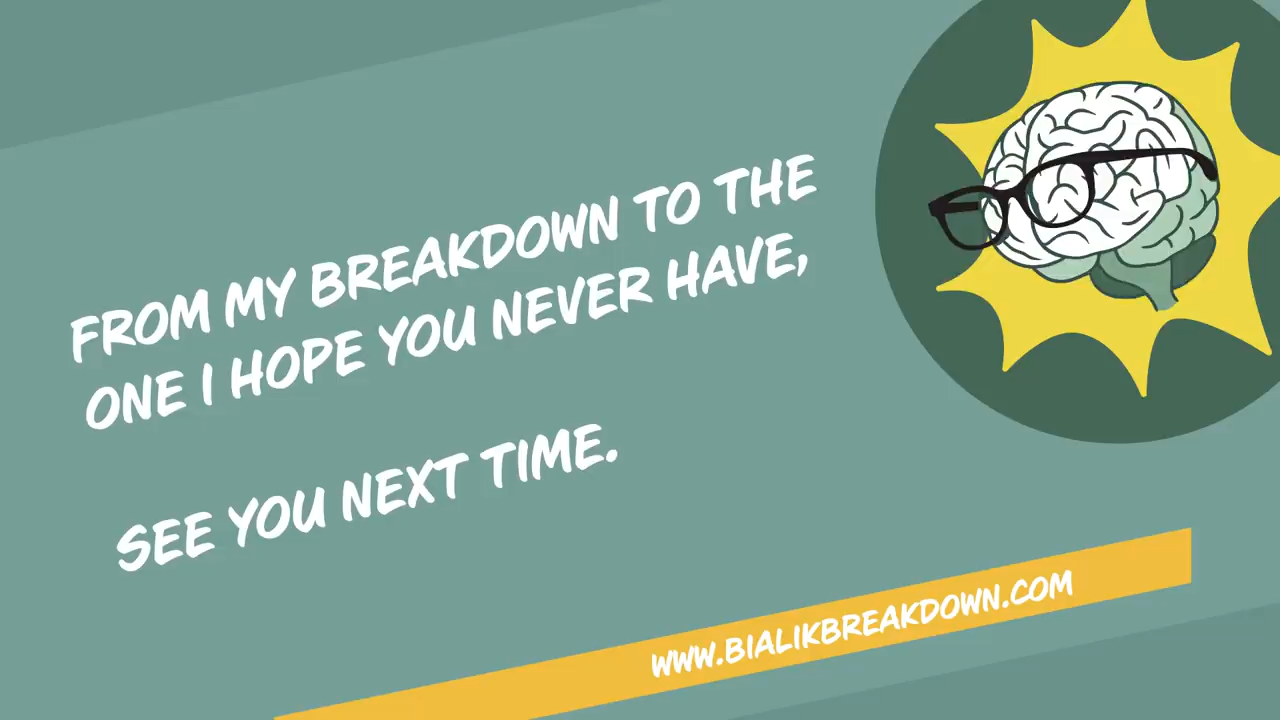 FROM MY BREAKDOWN TO THE
ONE I HOPE YOU NEVER HAVE,
SEE YOU NEXT TIME.
WWW.BIALIKBREAKDOWN.COM